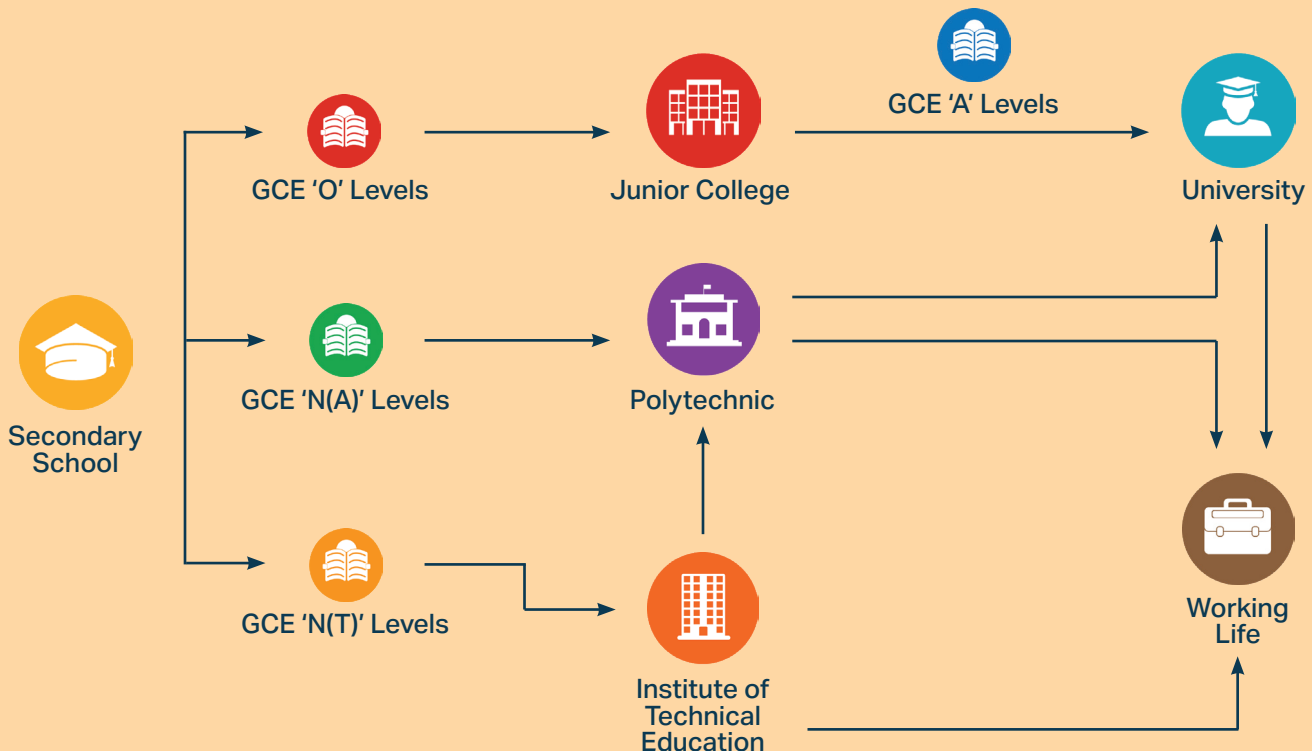 GCE ‘A’ Levels
GCE ‘O’ Levels
Junior College
University
Secondary
School
GCE ‘N(A)’ Levels
Polytechnic
GCE ‘N(T)’ Levels
Working
Life
Institute of
Technical
Education